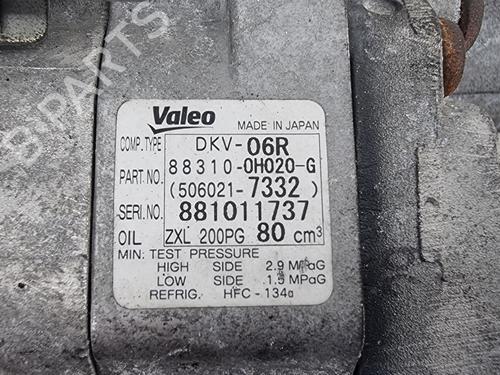 B-PARTS
Valeo MADE IN JAPAN
COMP. TYPE DKV-06R
PART NO. 88310-0H020-G
(506021-7332)
SERI.NO. 881011737
OIL ZXL 200PG 80 cm³
MIN: TEST PRESSURE
HIGH SIDE 2.9 MPaG
LOW SIDE 1.5 MPaG
REFRIG. HFC-134a